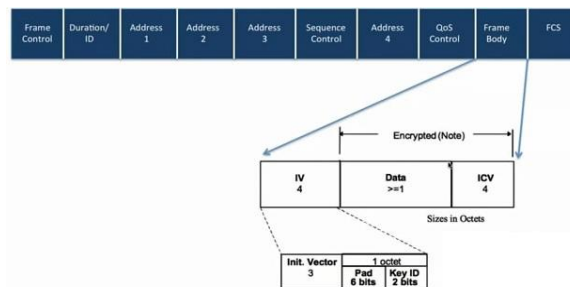 Frame Control
Duration/ ID
Address 1
Address 2
Address 3
Sequence Control
Address 4
QoS Control
Frame Body
FCS
Encrypted (Note)
IV
4
Data
>=1
ICV
4
Sizes in Octets
Init. Vector
3
1 octet
Pad
6 bits
Key ID
2 bits